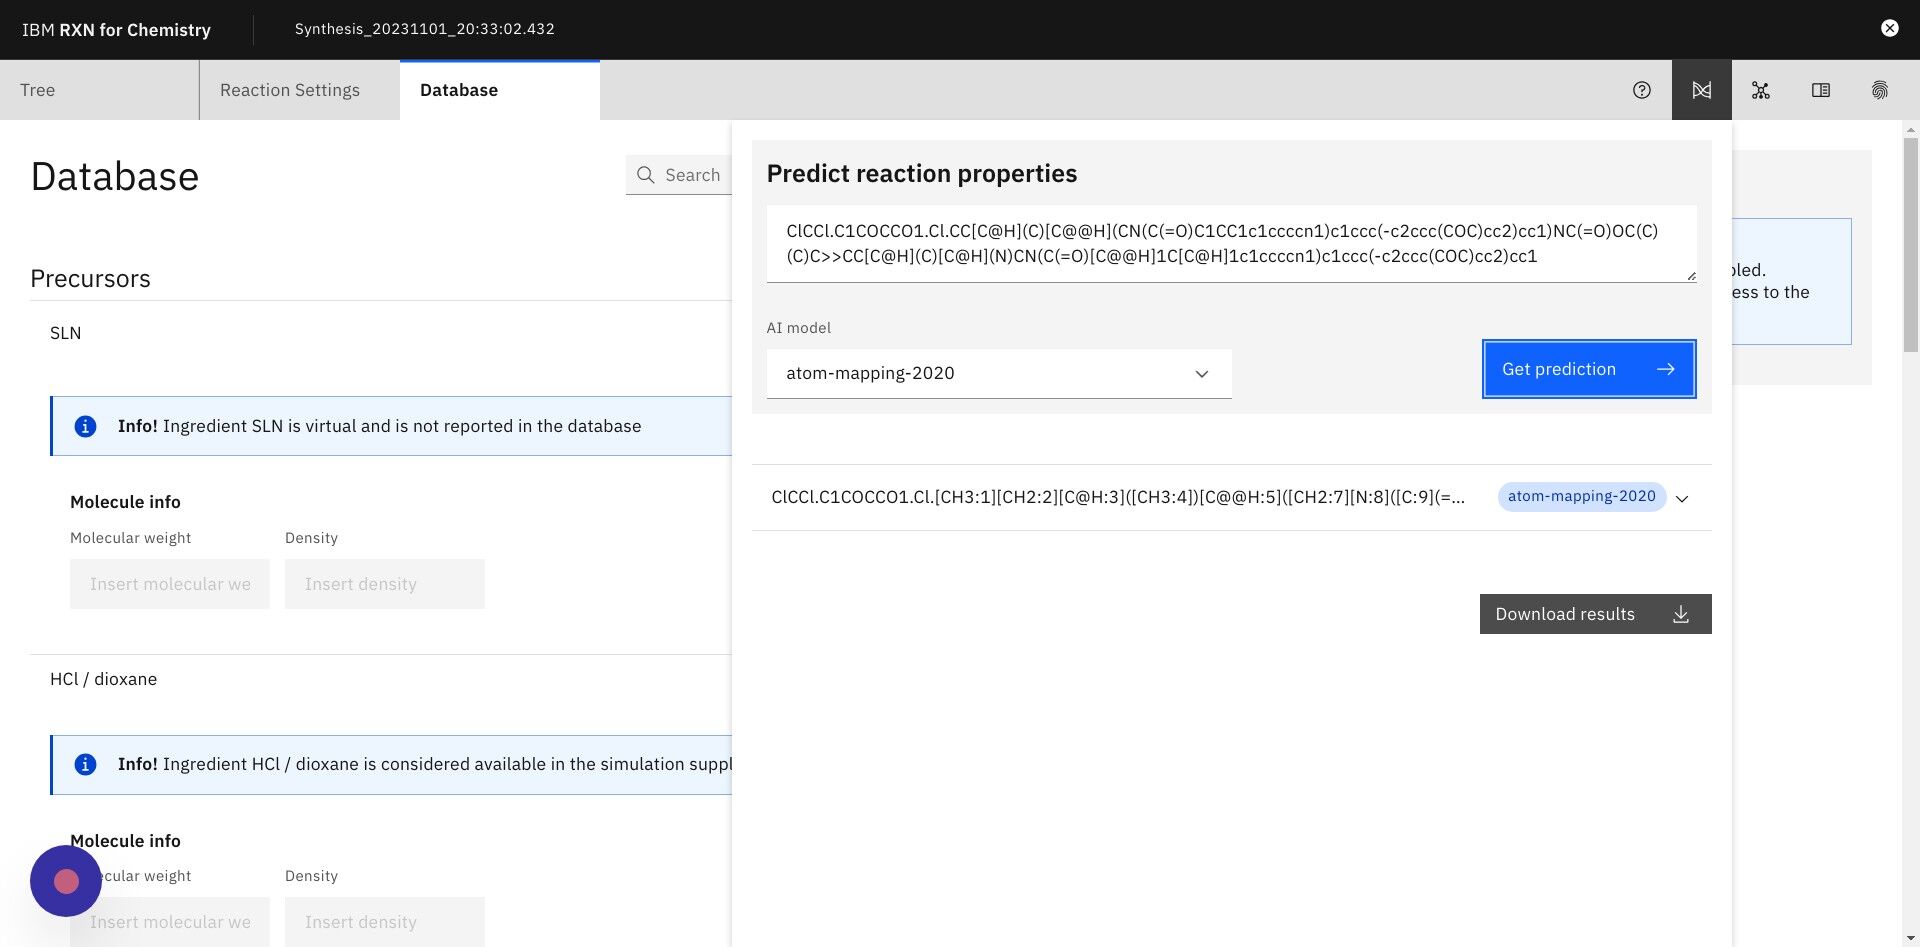 IBM RXN for Chemistry
Synthesis_20231101_20:33:02.432
Tree
Reaction Settings
Database
Database
Search
Precursors
SLN
Info! Ingredient SLN is virtual and is not reported in the database
Molecule info
Molecular weight
Density
Insert molecular we
Insert density
HCl / dioxane
Info! Ingredient HCl / dioxane is considered available in the simulation suppl
Molecule info
ecular weight
Density
Insert molecular we
Insert density
Predict reaction properties
ClCCl.C1COCCO1.Cl.CC[C@H](C)[C@@H](CN(C(=O)C1CC1c1ccccn1)c1ccc(-c2ccc(COC)cc2)cc1)NC(=O)OC(C)
(C)C>>CC[C@H](C)[C@H](N)CN(C(=O)[C@@H]1C[C@H]1c1ccccn1)c1ccc(-c2ccc(COC)cc2)cc1
AI model
atom-mapping-2020
Get prediction
ClCCl.C1COCCO1.Cl.[CH3:1][CH2:2][C@H:3]([CH3:4])[C@@H:5]([CH2:7][N:8]([C:9](=...
atom-mapping-2020
Download results
ess to the